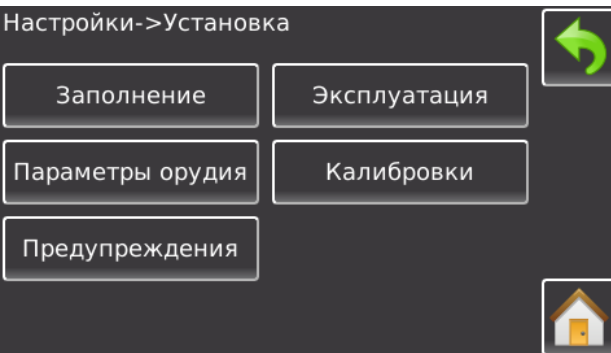 Настройки->Установка
Заполнение
Эксплуатация
Параметры орудия
Калибровки
Предупреждения